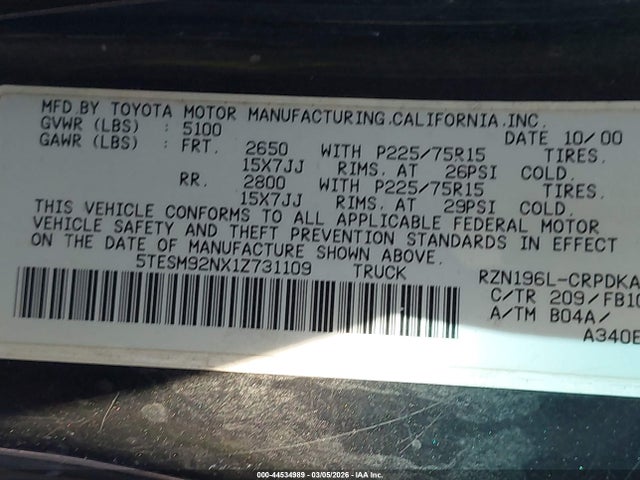 MFD.BY TOYOTA MOTOR MANUFACTURING.CALIFORNIA.INC.
GVWR (LBS) : 5100 DATE 10/00
GAWR (LBS) : FRT. 2650 WITH P225/75R15 TIRES.
15X7JJ RIMS. AT 26PSI COLD.
RR. 2800 WITH P225/75R15 TIRES.
15X7JJ RIMS. AT 29PSI COLD.
THIS VEHICLE CONFORMS TO ALL APPLICABLE FEDERAL MOTOR
VEHICLE SAFETY AND THEFT PREVENTION STANDARDS IN EFFECT
ON THE DATE OF MANUFACTURE SHOWN ABOVE.
5TESM92NX1Z731109 TRUCK RZN196L-CRPDKA
C/TR 209/FB10
A/TM B04A/
A340E
000-44534989 - 03/05/2026 - IAA Inc.